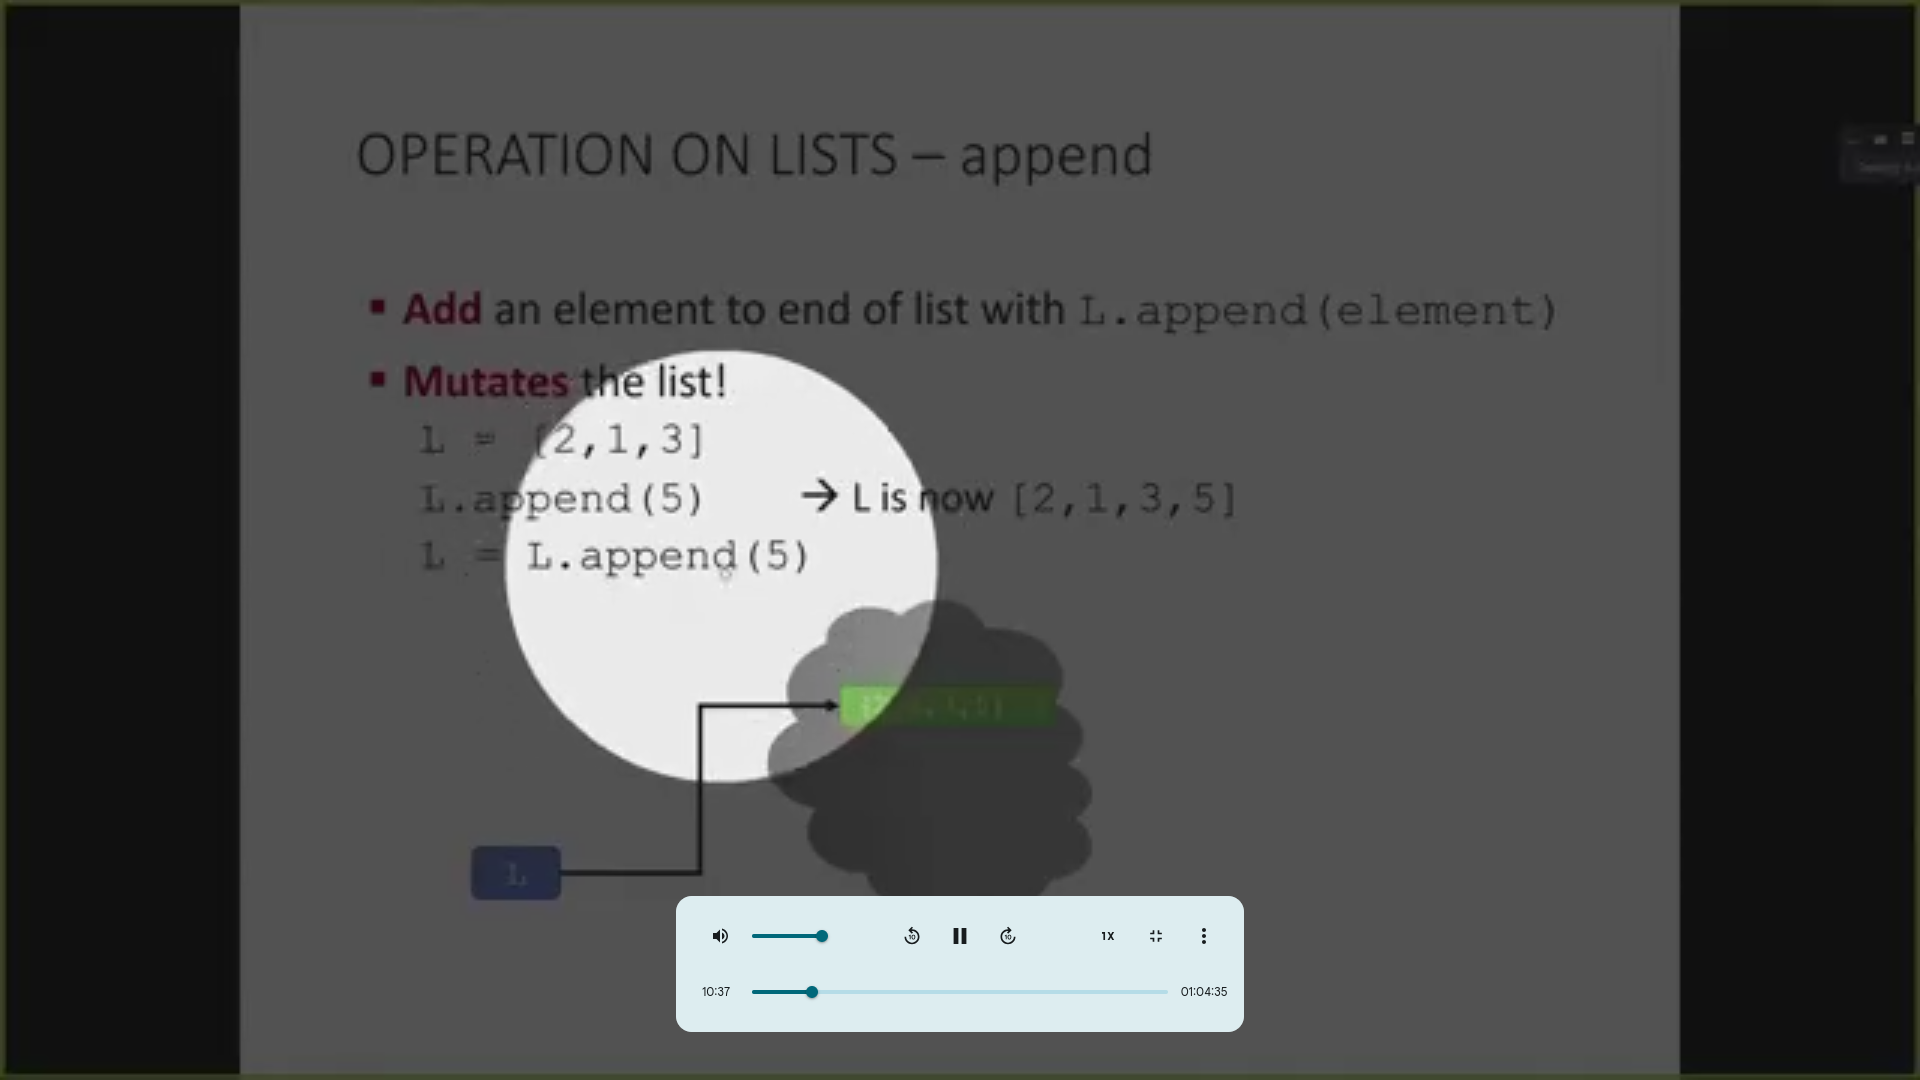 OPERATION ON LISTS – append
▪ Add an element to end of list with L.append(element)
▪ Mutates the list!
L = [2,1,3]
L.append(5) → L is now [2,1,3,5]
L = L.append(5)
L
1X
10:37
01:04:35